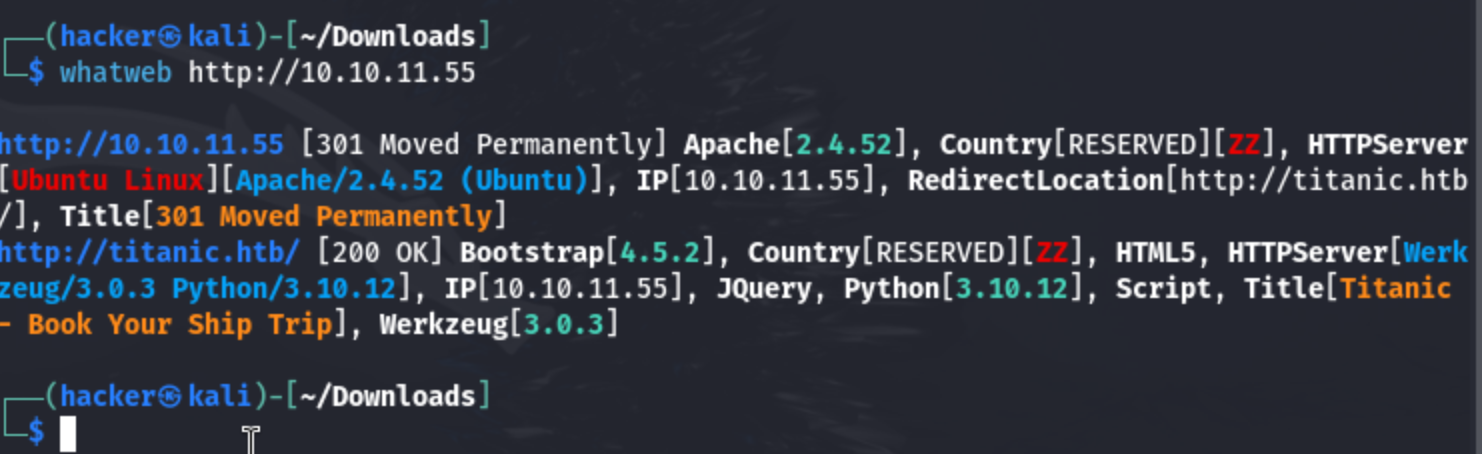 ┌──(hacker㉿kali)-[~/Downloads]
└─$ whatweb http://10.10.11.55
http://10.10.11.55 [301 Moved Permanently] Apache[2.4.52], Country[RESERVED][ZZ], HTTPServer
[Ubuntu Linux][Apache/2.4.52 (Ubuntu)], IP[10.10.11.55], RedirectLocation[http://titanic.htb
/], Title[301 Moved Permanently]
http://titanic.htb/ [200 OK] Bootstrap[4.5.2], Country[RESERVED][ZZ], HTML5, HTTPServer[Werk
zeug/3.0.3 Python/3.10.12], IP[10.10.11.55], JQuery, Python[3.10.12], Script, Title[Titanic
- Book Your Ship Trip], Werkzeug[3.0.3]
┌──(hacker㉿kali)-[~/Downloads]
└─$